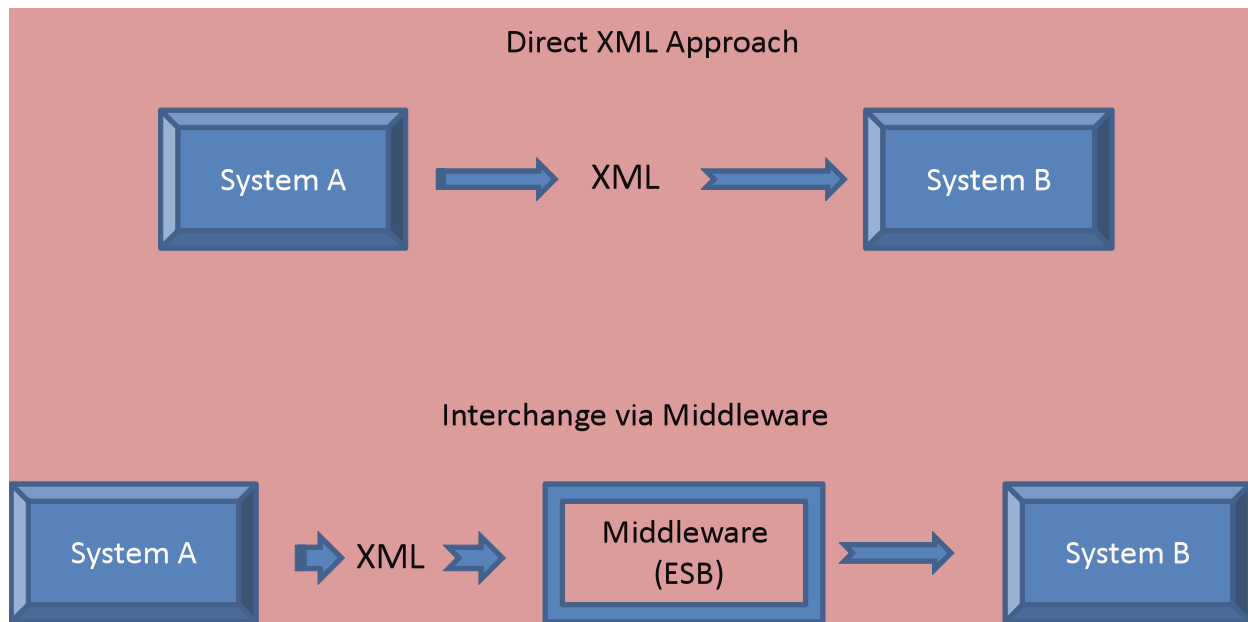 Direct XML Approach
System A
XML
System B
Interchange via Middleware
System A
XML
Middleware
(ESB)
System B